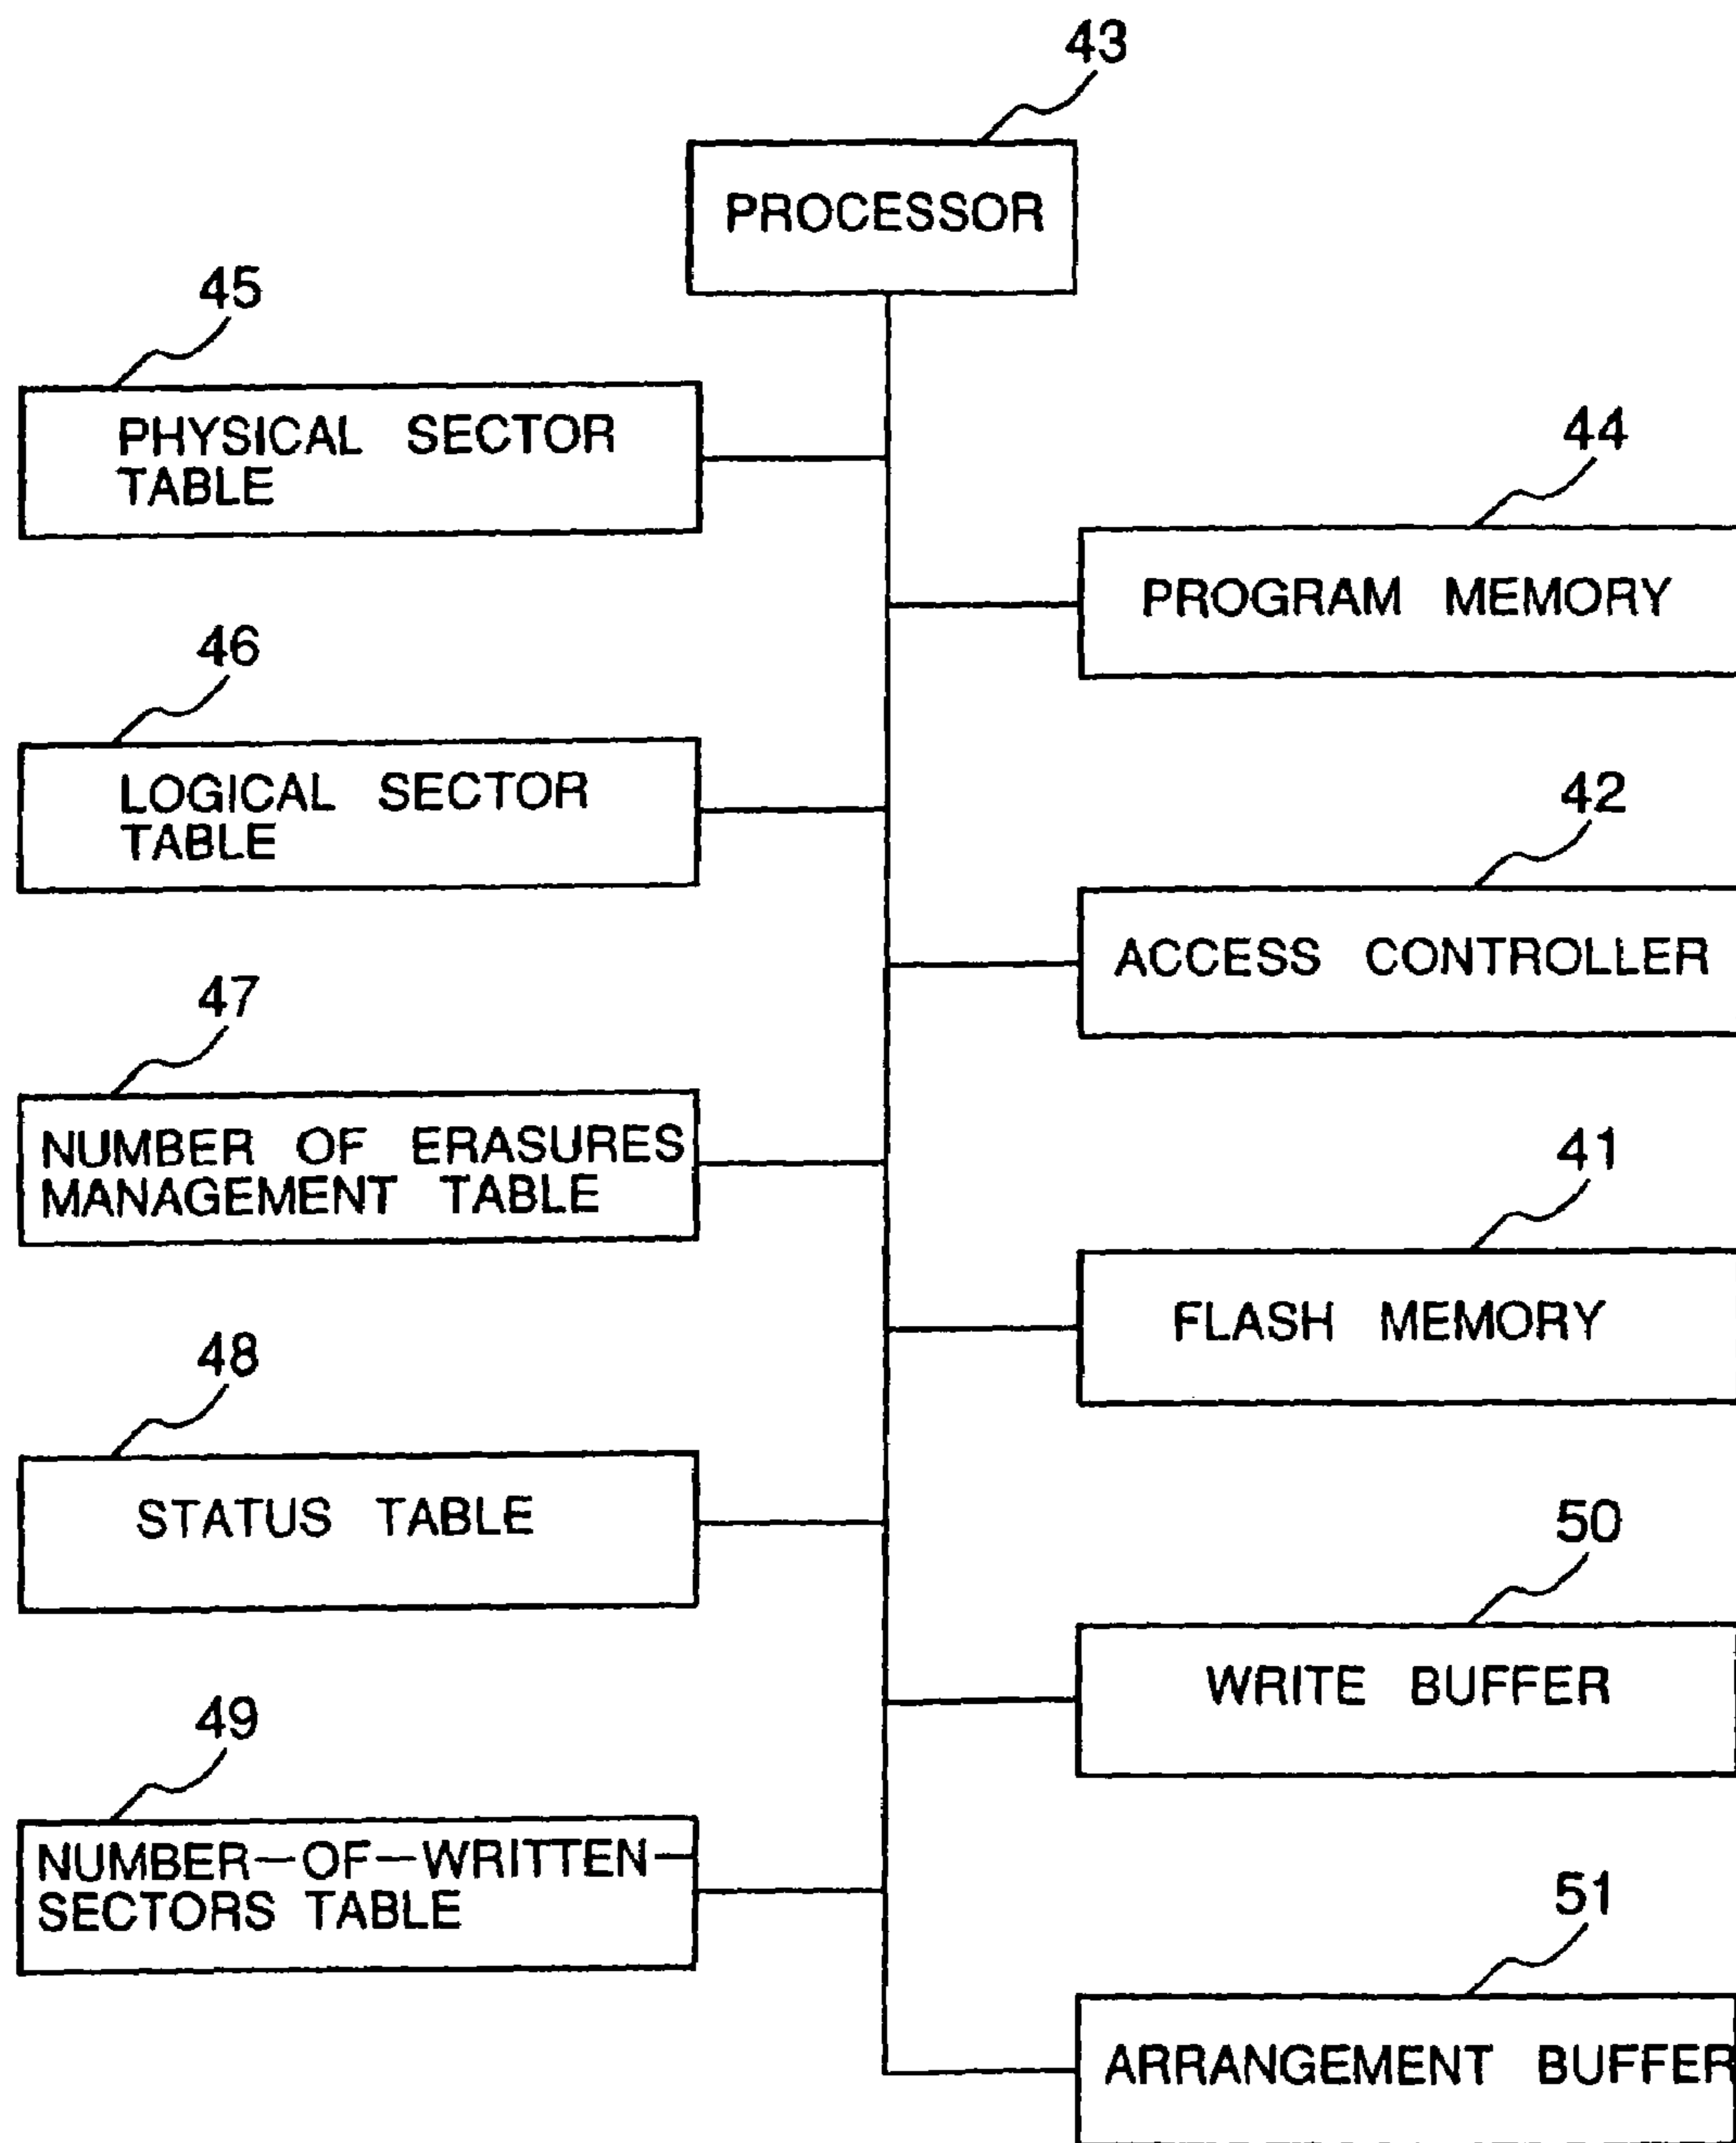 43
PROCESSOR
45
PHYSICAL SECTOR
TABLE
44
PROGRAM MEMORY
46
LOGICAL SECTOR
TABLE
42
ACCESS CONTROLLER
47
NUMBER OF ERASURES
MANAGEMENT TABLE
41
FLASH MEMORY
48
STATUS TABLE
50
WRITE BUFFER
49
NUMBER-OF-WRITTEN-
SECTORS TABLE
51
ARRANGEMENT BUFFER